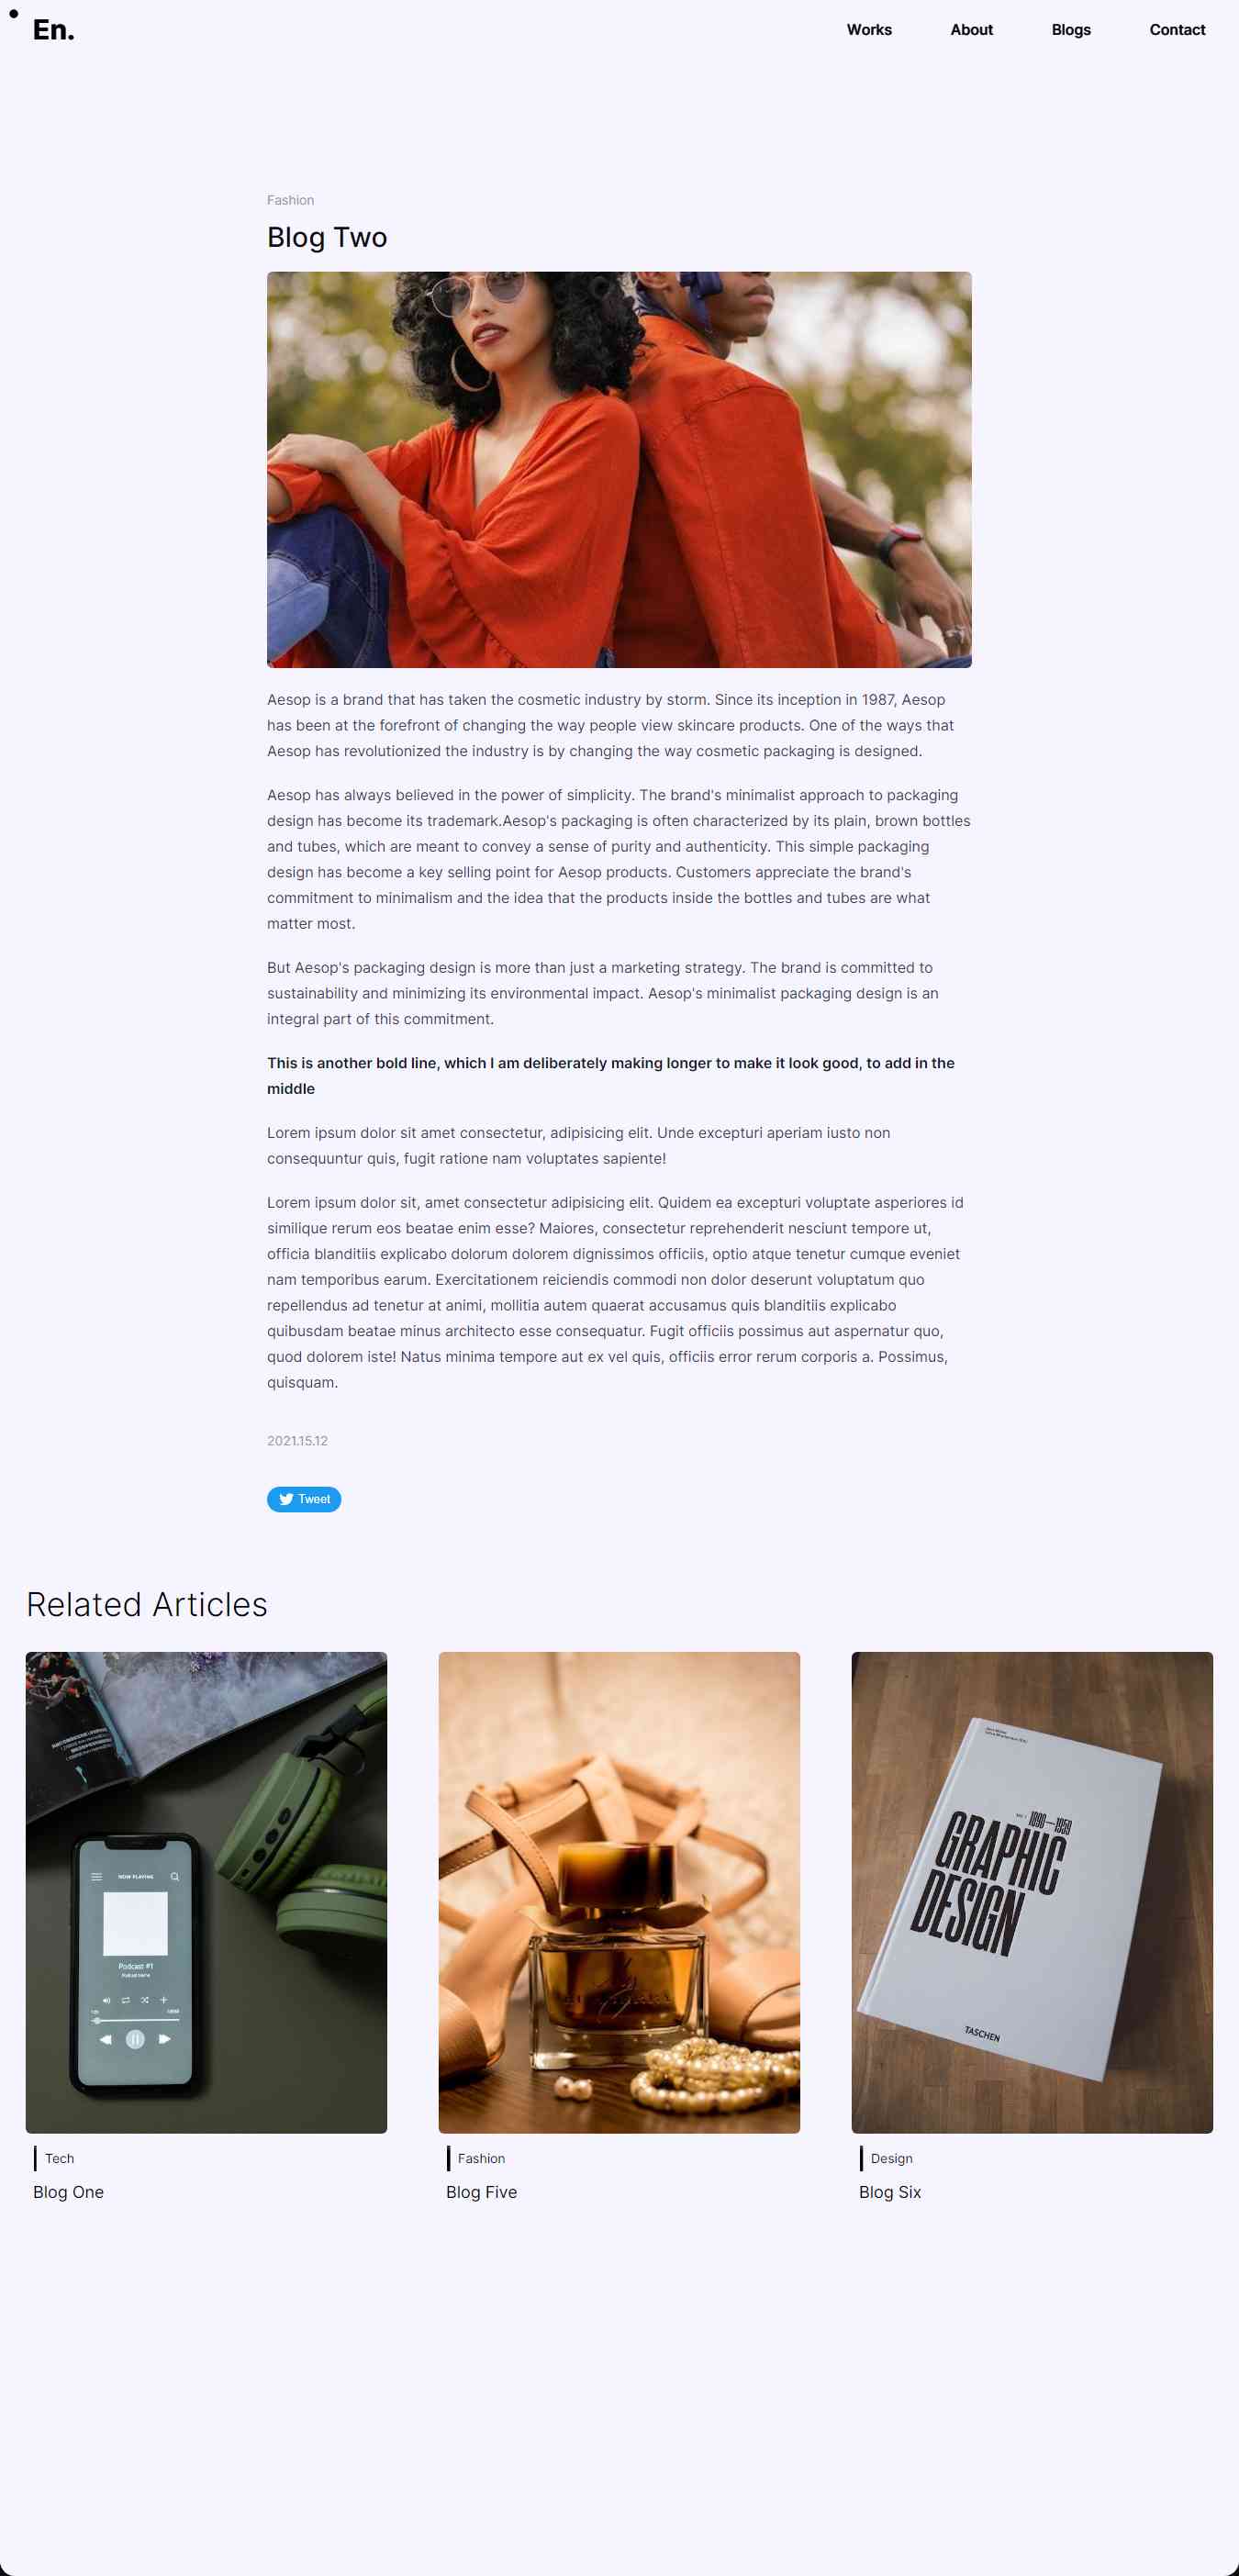 En.
Works
About
Blogs
Contact
Fashion
Blog Two
Aesop is a brand that has taken the cosmetic industry by storm. Since its inception in 1987, Aesop
has been at the forefront of changing the way people view skincare products. One of the ways that
Aesop has revolutionized the industry is by changing the way cosmetic packaging is designed.
Aesop has always believed in the power of simplicity. The brand's minimalist approach to packaging
design has become its trademark.Aesop's packaging is often characterized by its plain, brown bottles
and tubes, which are meant to convey a sense of purity and authenticity. This simple packaging
design has become a key selling point for Aesop products. Customers appreciate the brand's
commitment to minimalism and the idea that the products inside the bottles and tubes are what
matter most.
But Aesop's packaging design is more than just a marketing strategy. The brand is committed to
sustainability and minimizing its environmental impact. Aesop's minimalist packaging design is an
integral part of this commitment.
This is another bold line, which I am deliberately making longer to make it look good, to add in the
middle
Lorem ipsum dolor sit amet consectetur, adipisicing elit. Unde excepturi aperiam iusto non
consequuntur quis, fugit ratione nam voluptates sapiente!
Lorem ipsum dolor sit, amet consectetur adipisicing elit. Quidem ea excepturi voluptate asperiores id
similique rerum eos beatae enim esse? Maiores, consectetur reprehenderit nesciunt tempore ut,
officia blanditiis explicabo dolorum dolorem dignissimos officiis, optio atque tenetur cumque eveniet
nam temporibus earum. Exercitationem reiciendis commodi non dolor deserunt voluptatum quo
repellendus ad tenetur at animi, mollitia autem quaerat accusamus quis blanditiis explicabo
quibusdam beatae minus architecto esse consequatur. Fugit officiis possimus aut aspernatur quo,
quod dolorem iste! Natus minima tempore aut ex vel quis, officiis error rerum corporis a. Possimus,
quisquam.
2021.15.12
Tweet
Related Articles
NOW PLAYING
Podcast #1
1890—1959
GRAPHIC
DESIGN
TASCHEN
Tech
Blog One
Fashion
Blog Five
Design
Blog Six